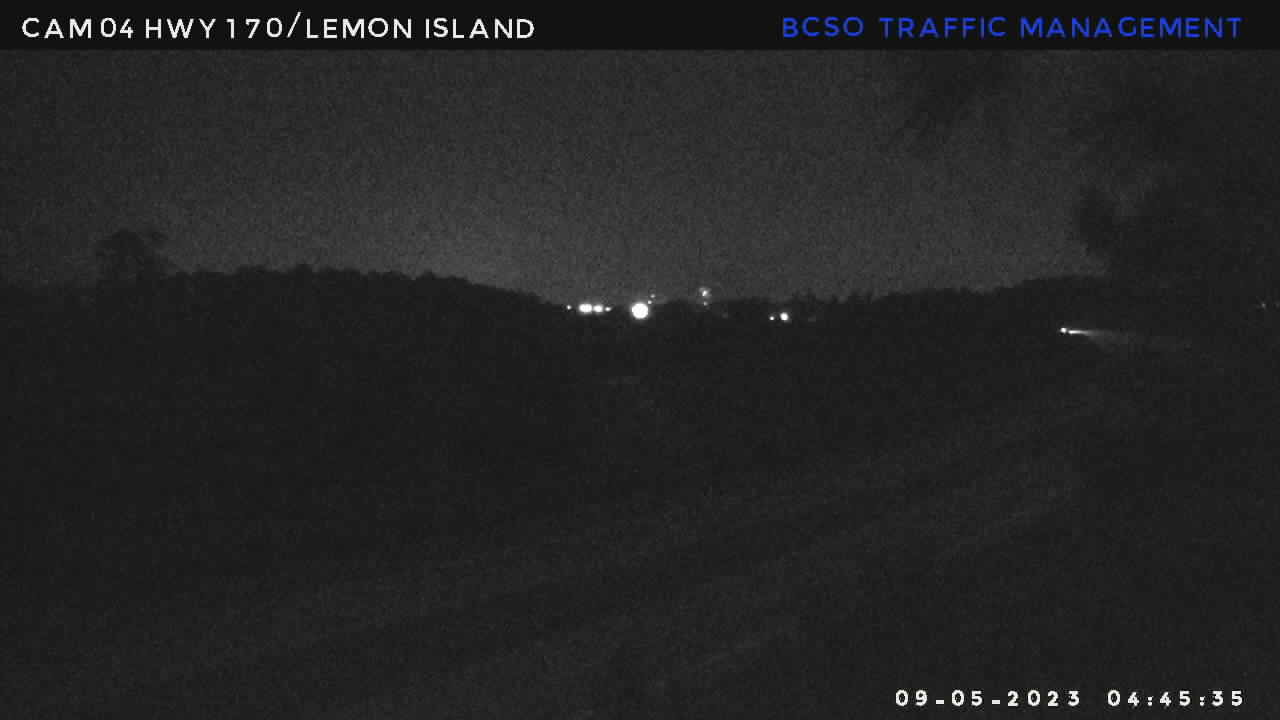 CAM04 HWY 170/LEMON ISLAND
BCSO TRAFFIC MANAGEMENT
09-05-2023 04:45:35